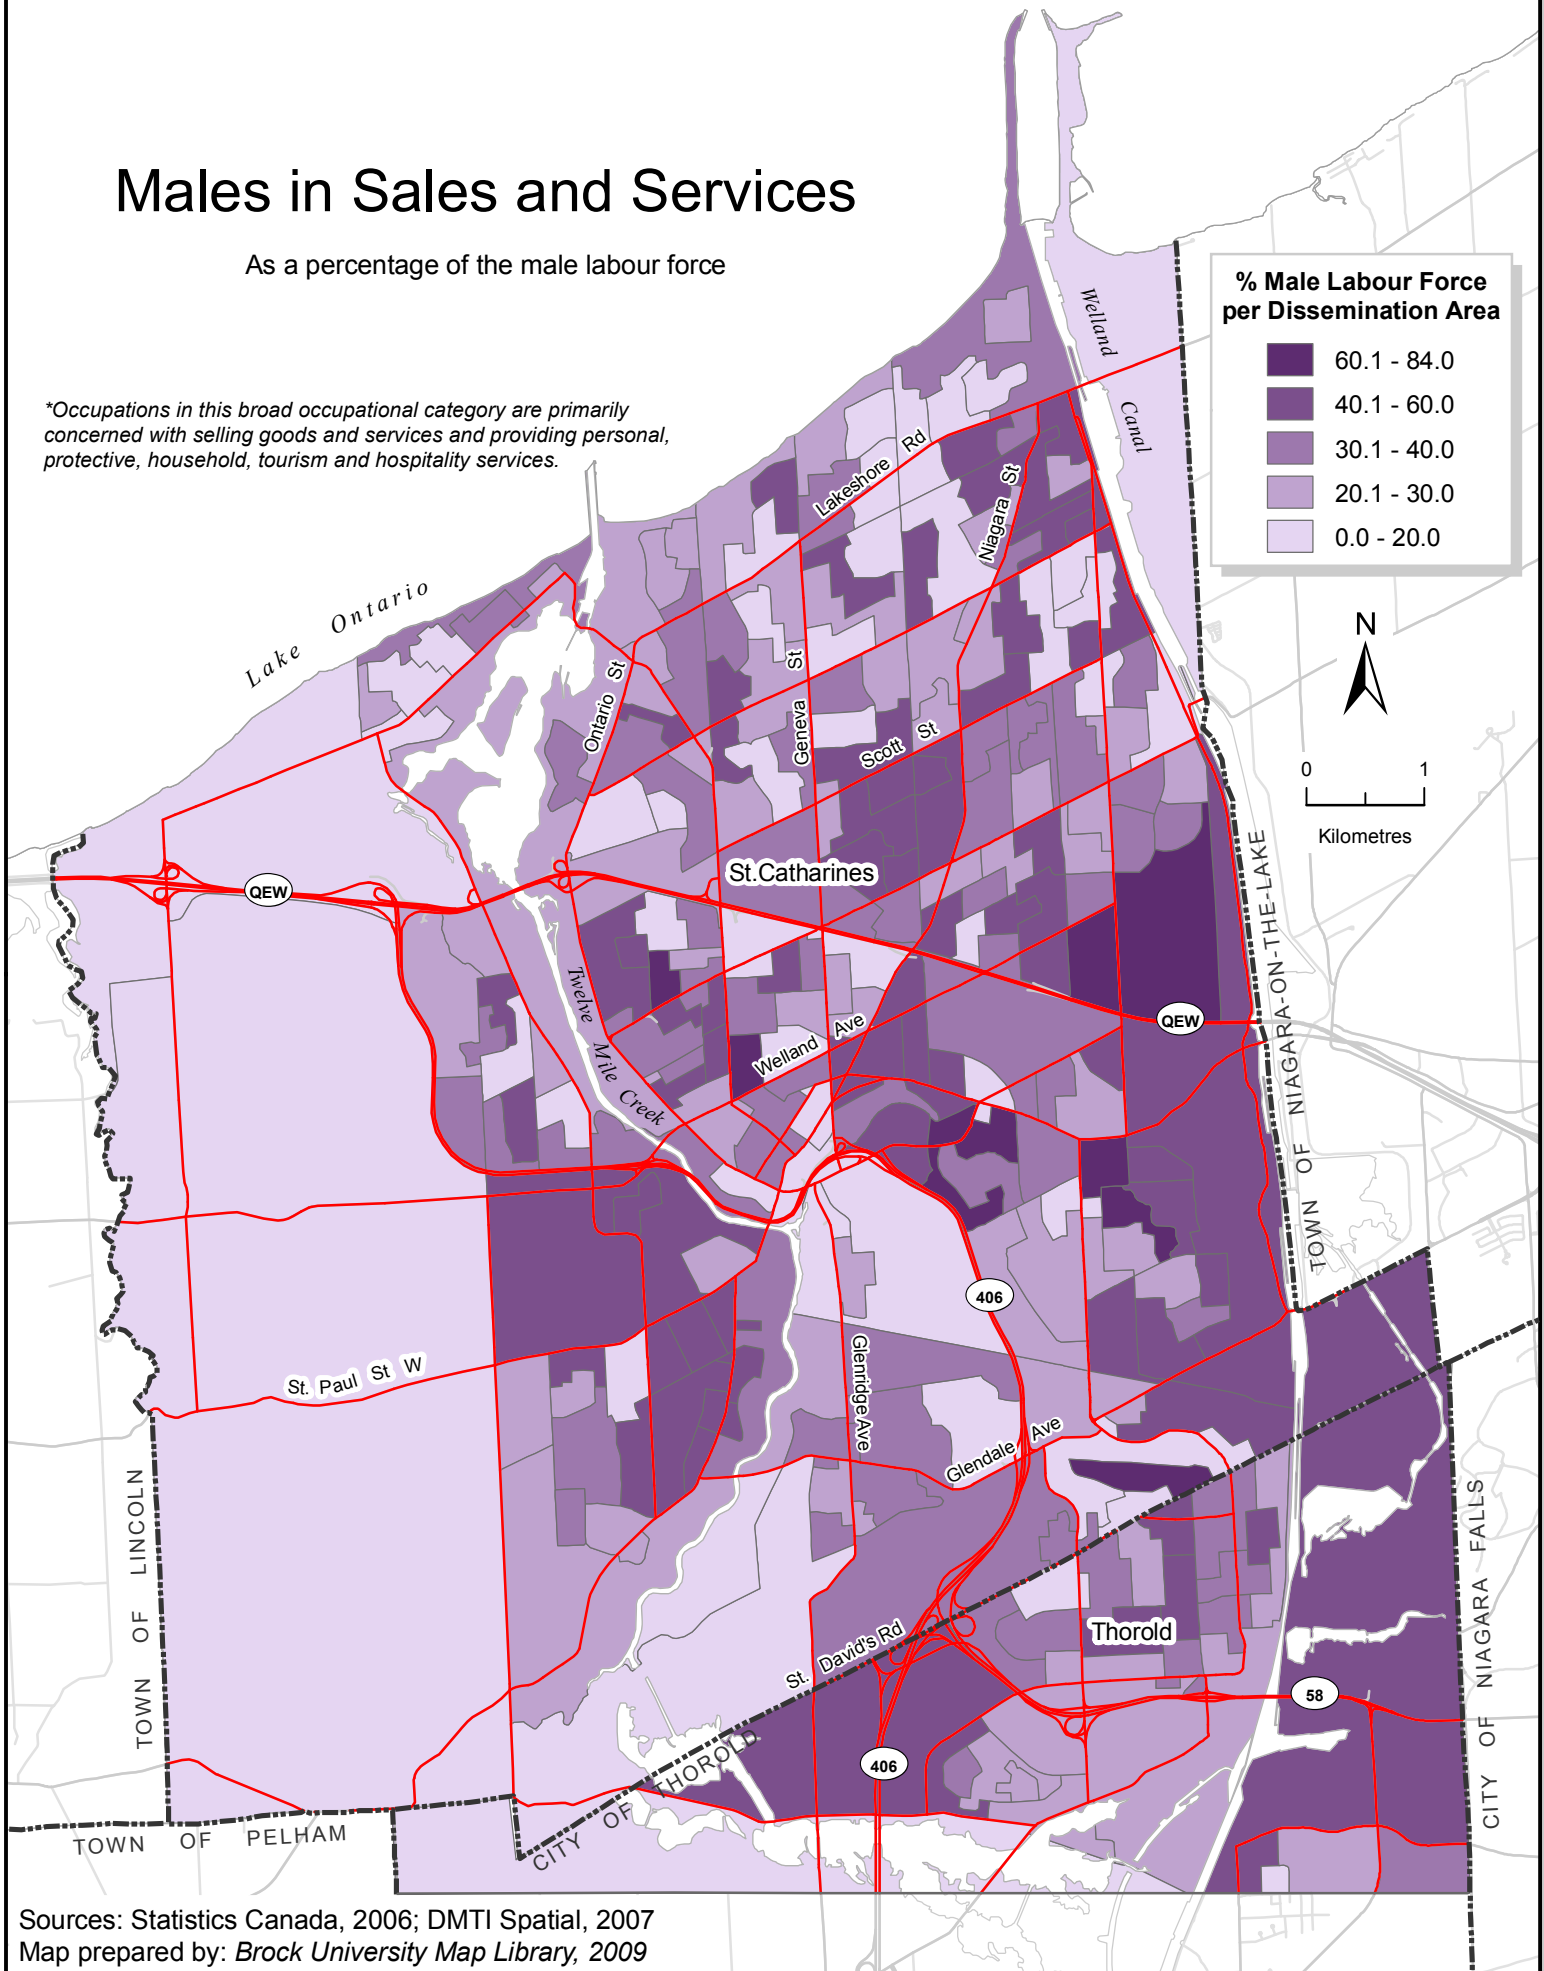 Males in Sales and Services
As a percentage of the male labour force
*Occupations in this broad occupational category are primarily
concerned with selling goods and services and providing personal,
protective, household, tourism and hospitality services.
% Male Labour Force
per Dissemination Area
60.1 - 84.0
40.1 - 60.0
30.1 - 40.0
20.1 - 30.0
0.0 - 20.0
N
0 1
Kilometres
Lake Ontario
Welland Canal
Lakeshore Rd
Niagara St
Ontario St
Geneva St
Scott St
St.Catharines
QEW
QEW
Twelve Mile Creek
Welland Ave
TOWN OF NIAGARA-ON-THE-LAKE
406
St. Paul St W
Glenridge Ave
Glendale Ave
TOWN OF LINCOLN
Thorold
St. David's Rd
58
406
CITY OF NIAGARA FALLS
CITY OF THOROLD
TOWN OF PELHAM
Sources: Statistics Canada, 2006; DMTI Spatial, 2007
Map prepared by: Brock University Map Library, 2009